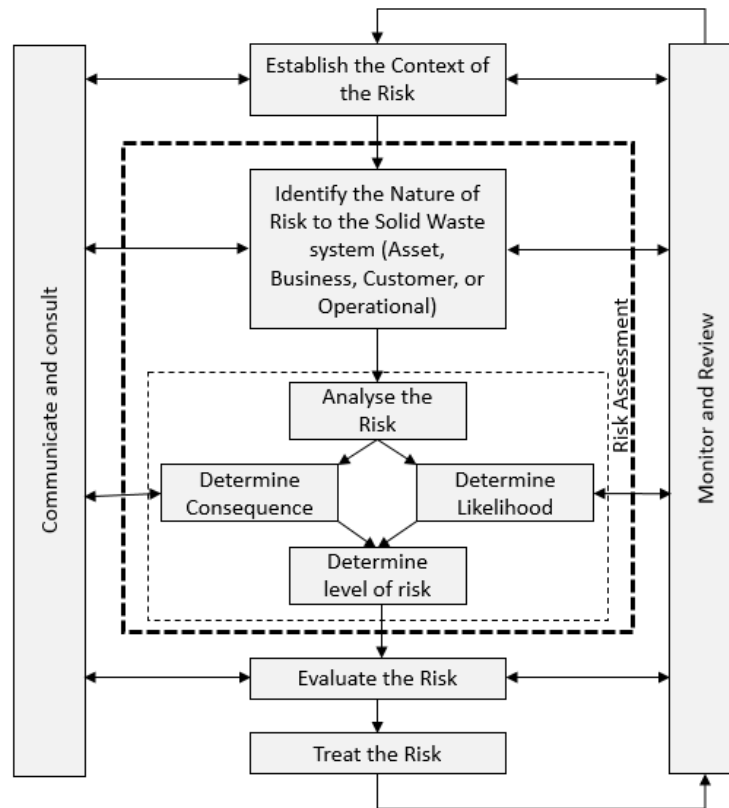 Establish the Context of
the Risk
Communicate and consult
Identify the Nature of
Risk to the Solid Waste
system (Asset,
Business, Customer, or
Operational)
Risk Assessment
Monitor and Review
Analyse the
Risk
Determine
Consequence
Determine
Likelihood
Determine
level of risk
Evaluate the Risk
Treat the Risk